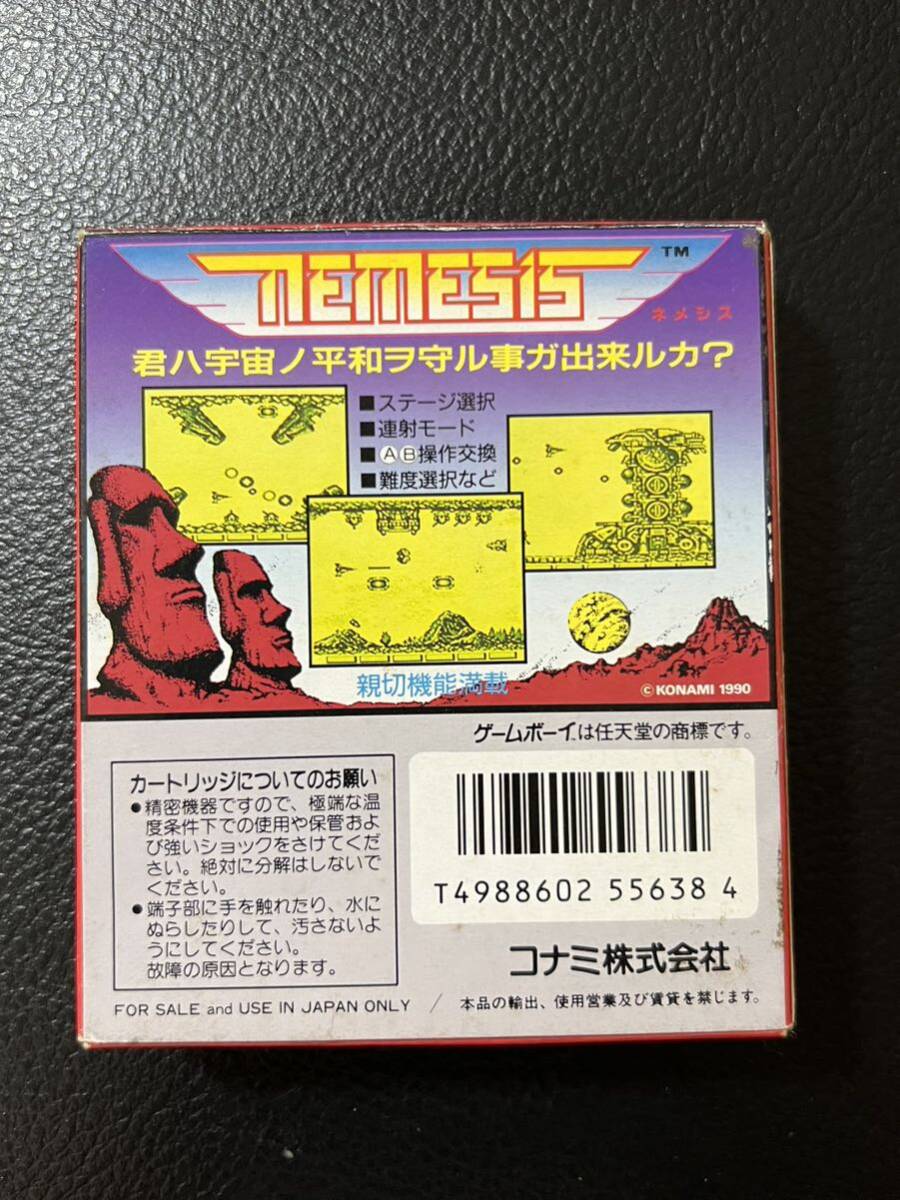 NEMESIS TM
ネメシス
君ハ宇宙ノ平和ヲ守ル事ガ出来ルカ?
■ステージ選択
■連射モード
■ⒶⒷ操作交換
■難度選択など
親切機能満載
© KONAMI 1990
ゲームボーイは任天堂の商標です。
カートリッジについてのお願い
●精密機器ですので、極端な温
度条件下での使用や保管およ
び強いショックをさけてくだ
さい。絶対に分解はしないで
ください。
●端子部に手を触れたり、水に
ぬらしたりして、汚さないよ
うにしてください。
故障の原因となります。
T4988602 55638 4
コナミ株式会社
FOR SALE and USE IN JAPAN ONLY / 本品の輸出、使用営業及び賃貸を禁じます。